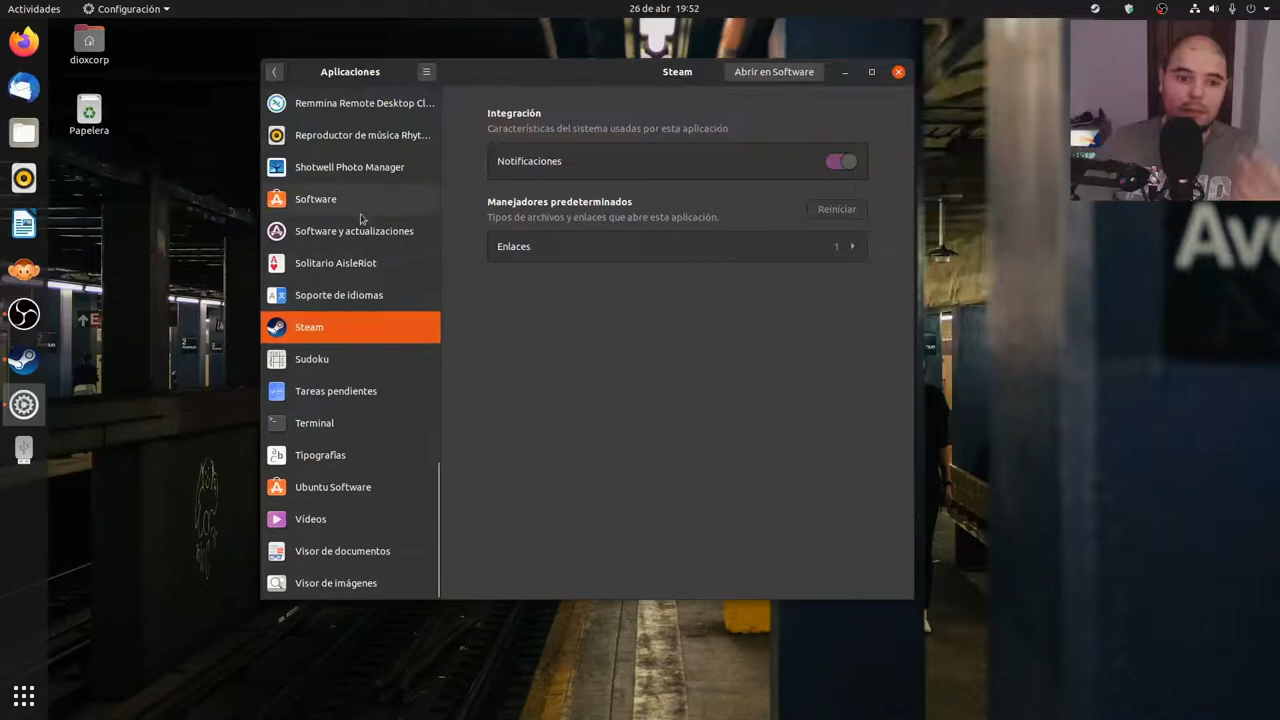 Actividades
Configuración
26 de abr 19:52
dioxcorp
Papelera
Aplicaciones
Steam
Abrir en Software
Remmina Remote Desktop Cl...
Reproductor de música Rhyt...
Shotwell Photo Manager
Software
Software y actualizaciones
Solitario AisleRiot
Soporte de idiomas
Steam
Sudoku
Tareas pendientes
Terminal
Tipografías
Ubuntu Software
Vídeos
Visor de documentos
Visor de imágenes
Integración
Características del sistema usadas por esta aplicación
Notificaciones
Manejadores predeterminados
Tipos de archivos y enlaces que abre esta aplicación.
Reiniciar
Enlaces
1
Ave